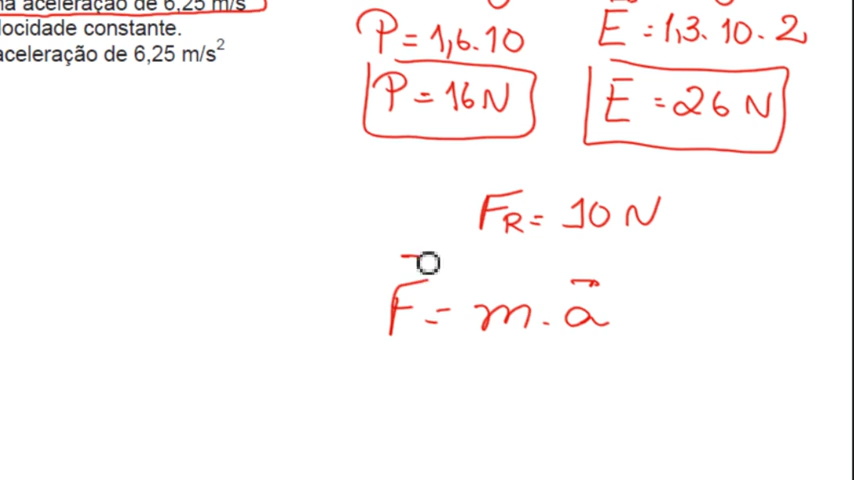 aceleração de 6,25 m/s
locidade constante.
aceleração de 6,25 m/s²
P = 1,6.10
P = 16 N
E = 1,3.10.2
E = 26 N
FR = 10 N
F = m.a⃗